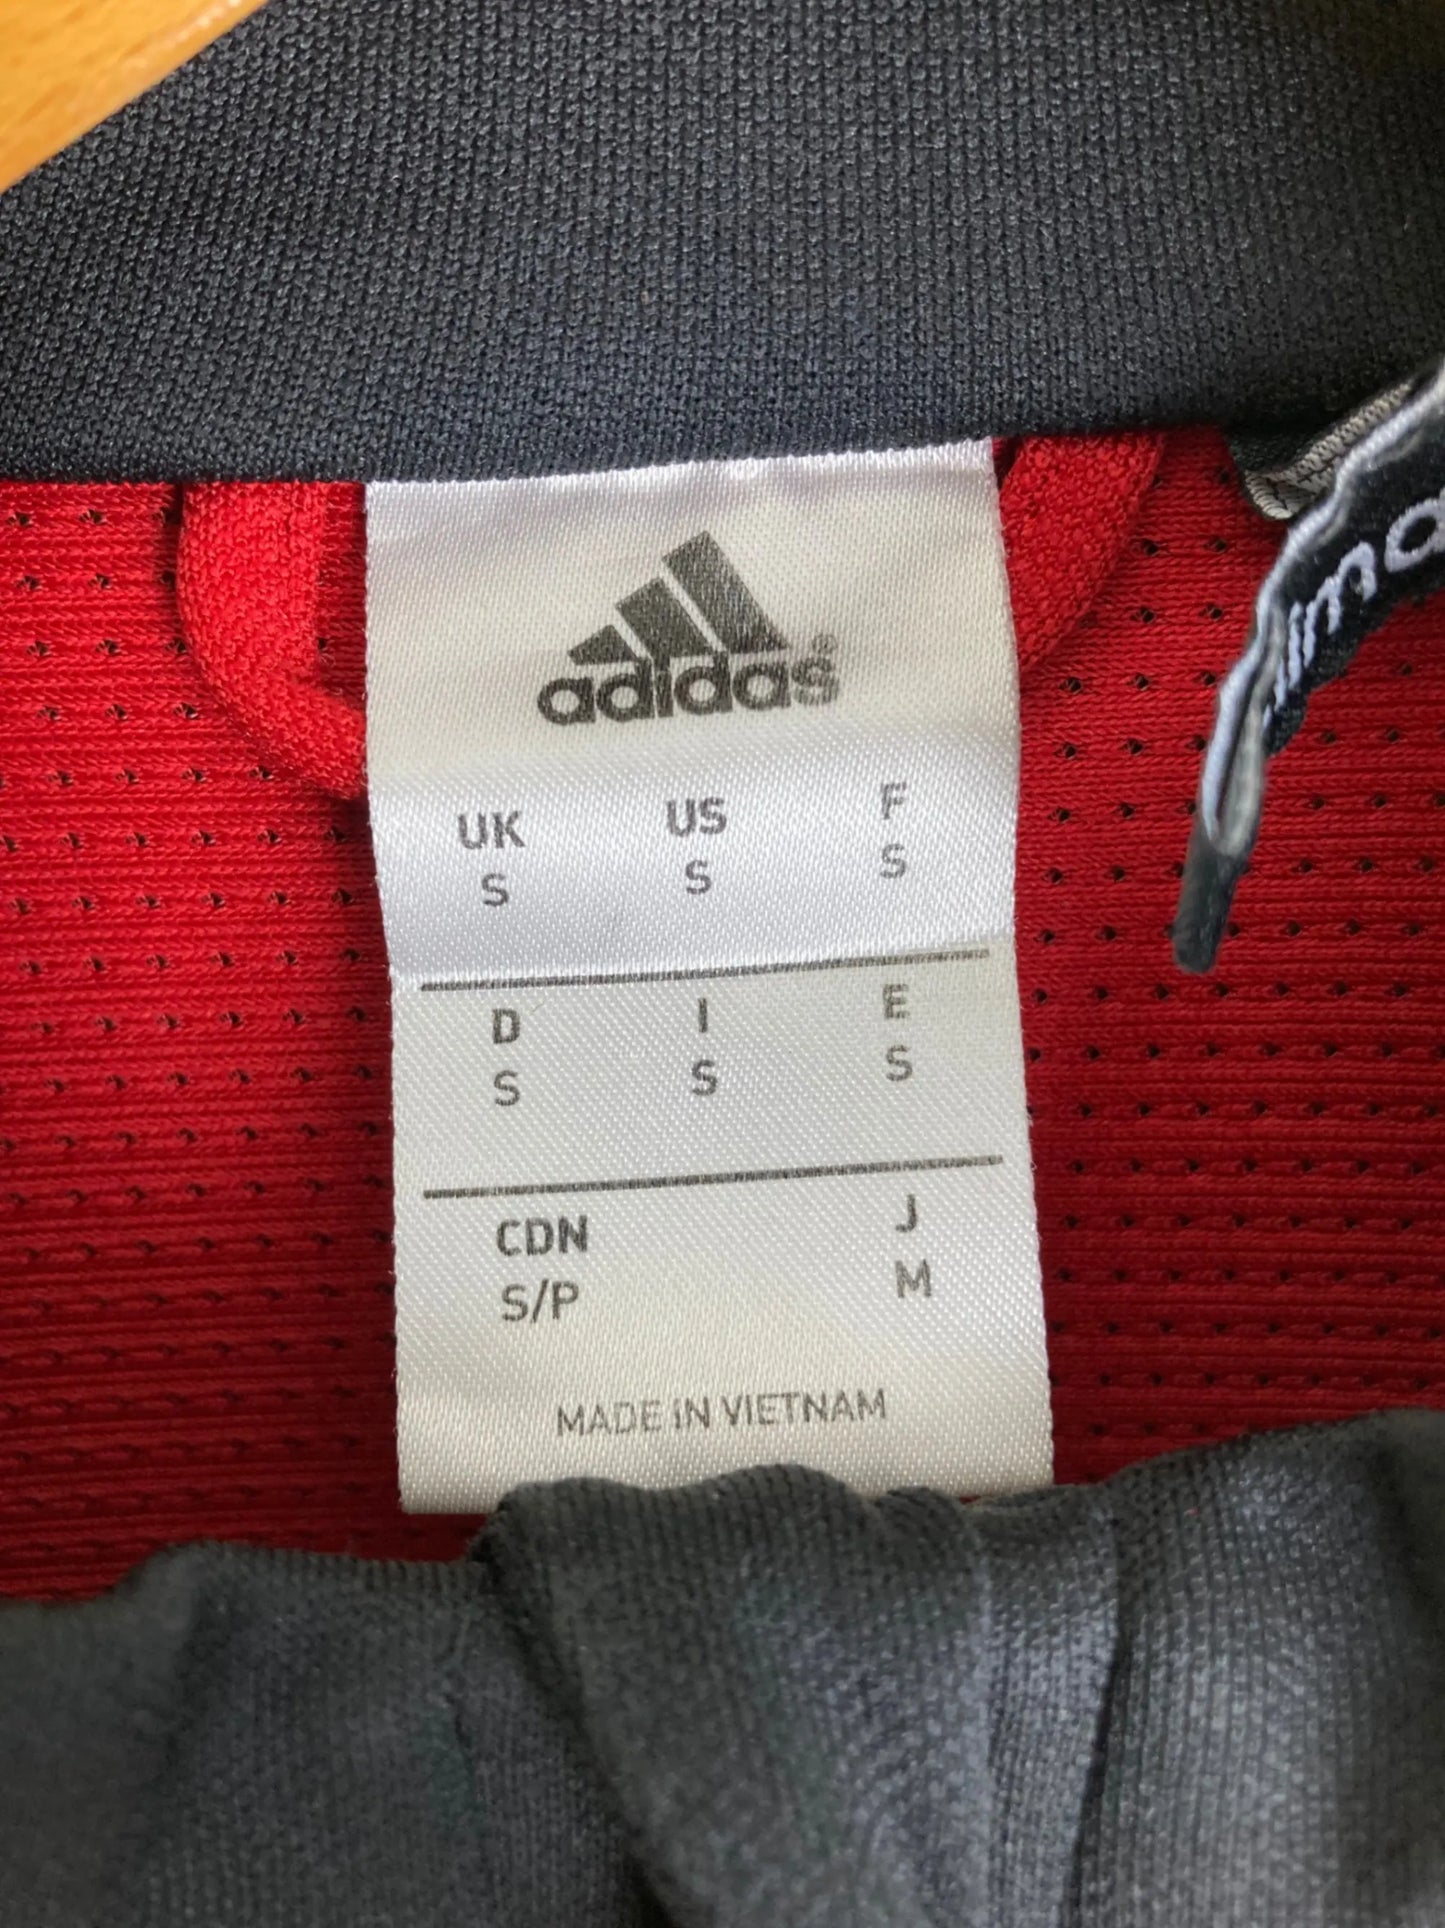 adidas®
UK US F
S S S
D I E
S S S
CDN J
S/P M
MADE IN VIETNAM